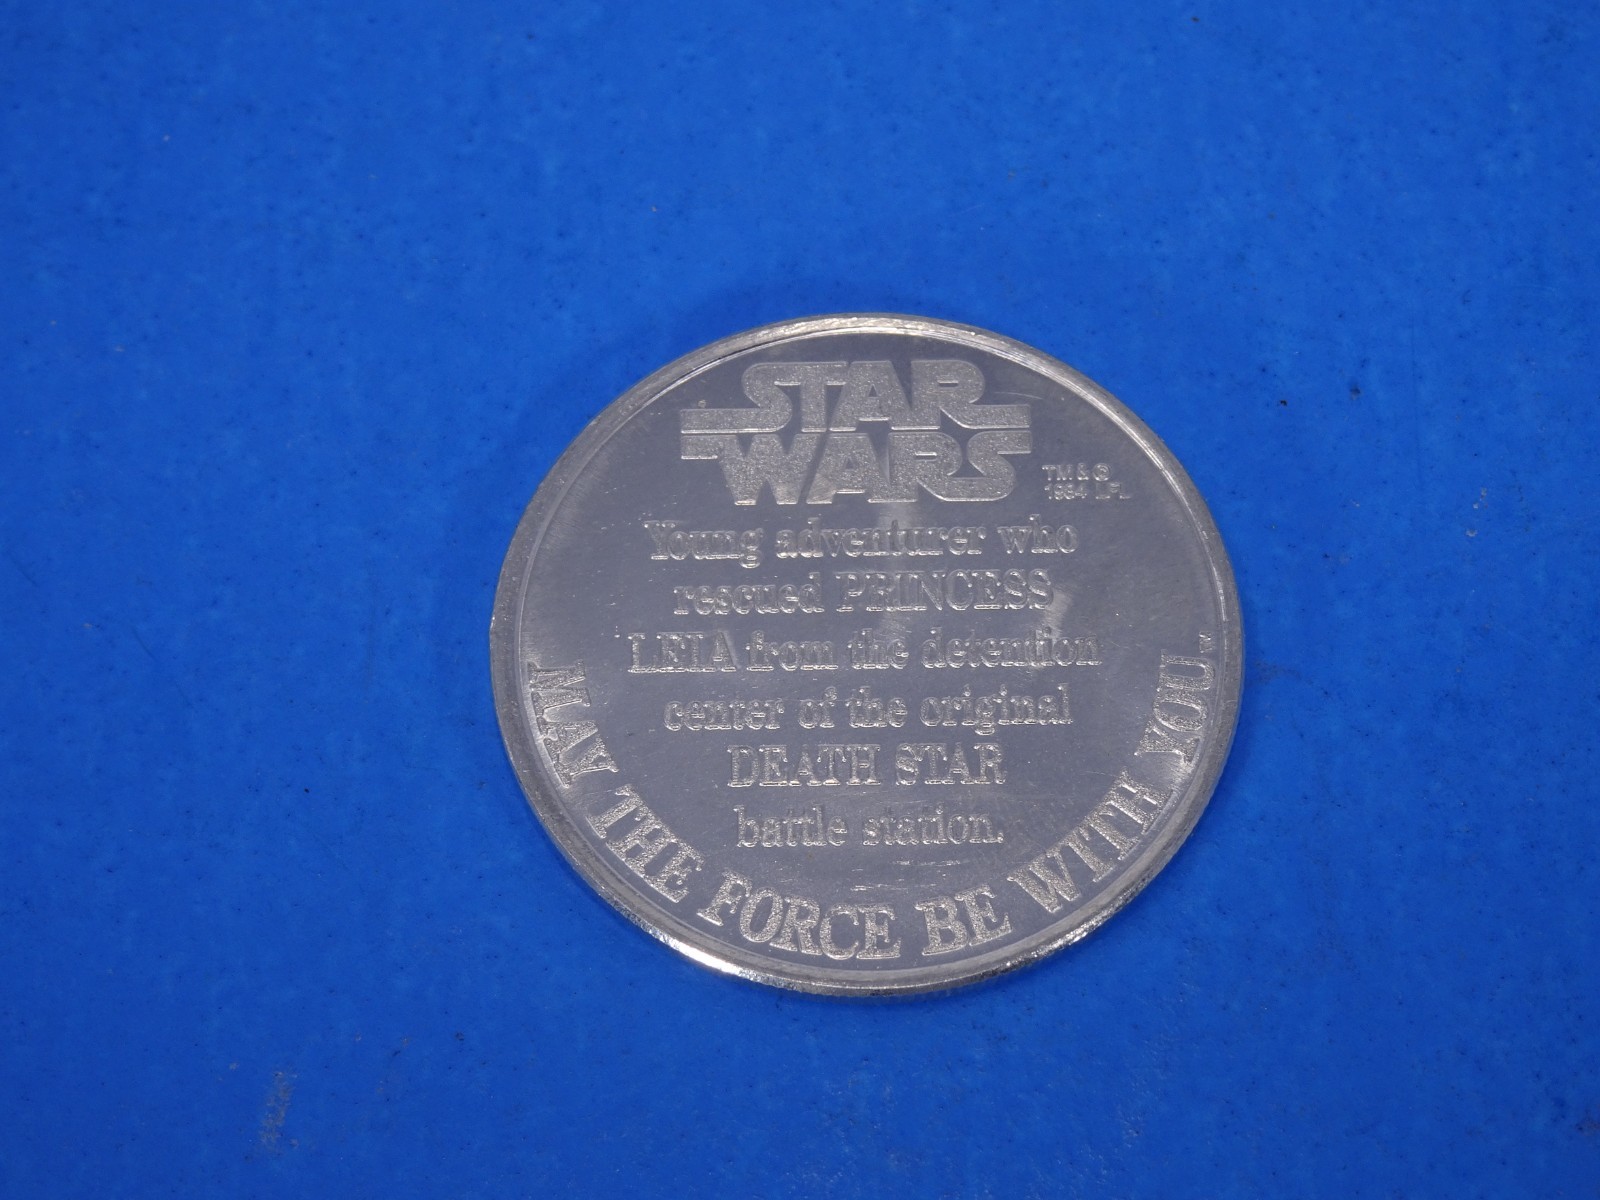 STAR
WARS
TM & ©
1984 LFL
Young adventurer who
rescued PRINCESS
LEIA from the detention
center of the original
DEATH STAR
battle station.
MAY THE FORCE BE WITH YOU.